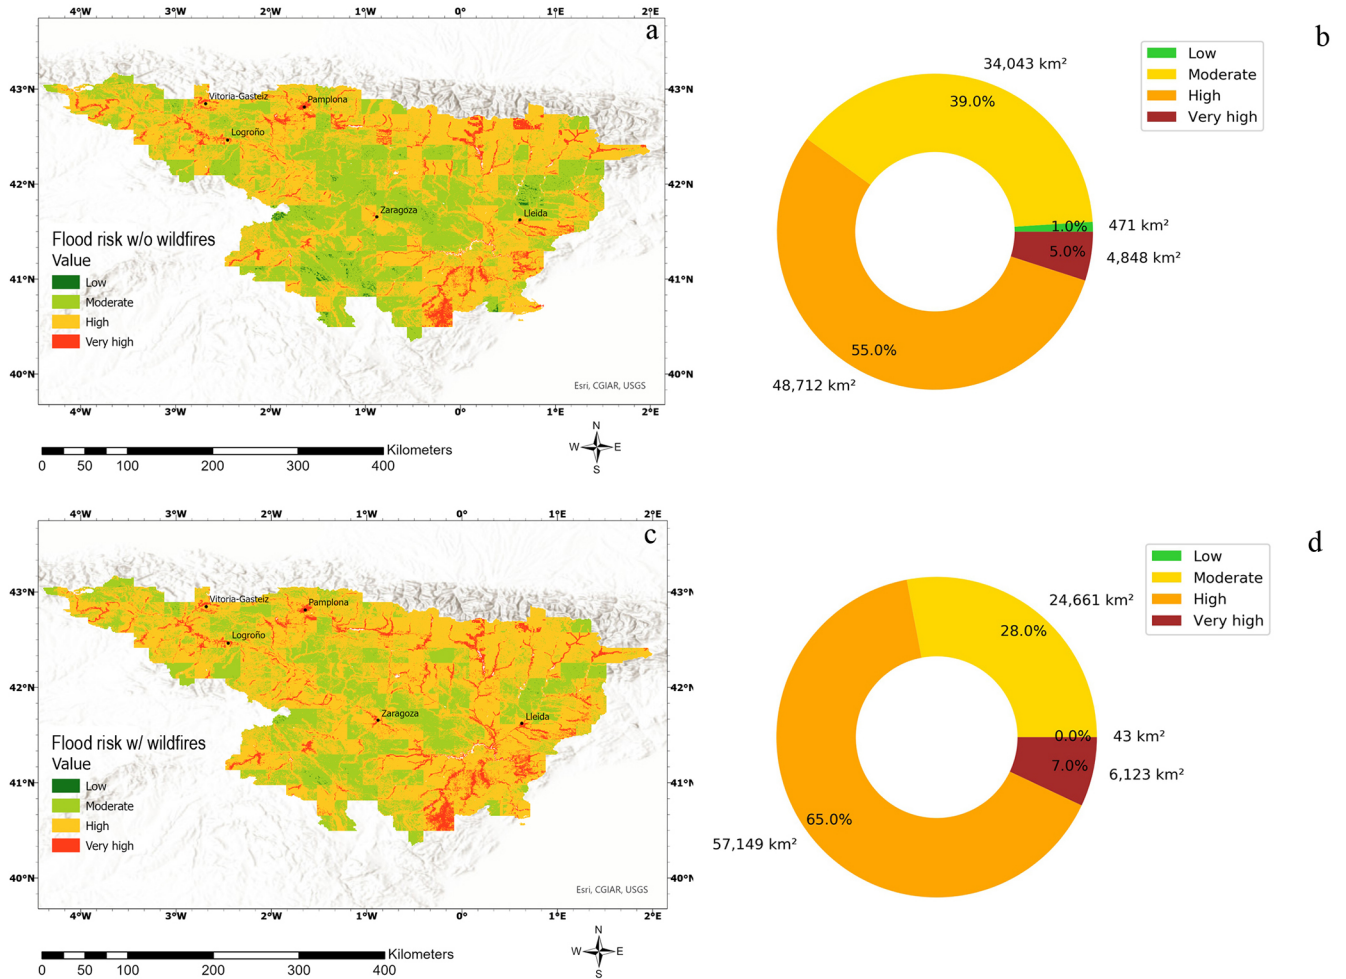 4°W 3°W 2°W 1°W 0° 1°E 2°E
a
43°N
42°N
41°N
40°N
Vitoria-Gasteiz
Pamplona
Logroño
Zaragoza
Lleida
Flood risk w/o wildfires
Value
Low
Moderate
High
Very high
Esri, CGIAR, USGS
4°W 3°W 2°W 1°W 0° 1°E 2°E
Kilometers
0 50 100 200 300 400
N
W E
S
b
Low
Moderate
High
Very high
34,043 km²
39.0%
1.0%
471 km²
5.0%
4,848 km²
55.0%
48,712 km²
4°W 3°W 2°W 1°W 0° 1°E 2°E
c
43°N
42°N
41°N
40°N
43°N
42°N
41°N
40°N
Vitoria-Gasteiz
Pamplona
Logroño
Zaragoza
Lleida
Flood risk w/ wildfires
Value
Low
Moderate
High
Very high
Esri, CGIAR, USGS
4°W 3°W 2°W 1°W 0° 1°E 2°E
Kilometers
0 50 100 200 300 400
N
W E
S
d
Low
Moderate
High
Very high
24,661 km²
28.0%
0.0%
43 km²
7.0%
6,123 km²
65.0%
57,149 km²